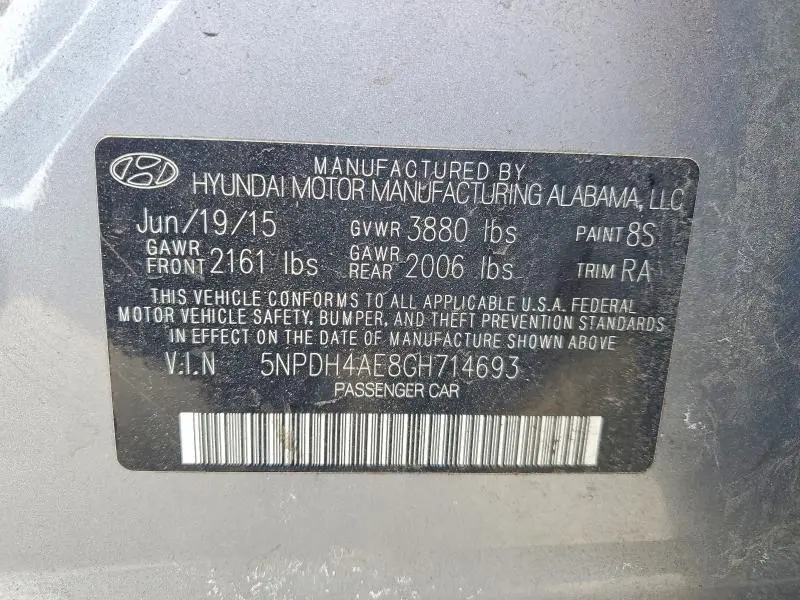 MANUFACTURED BY
HYUNDAI MOTOR MANUFACTURING ALABAMA, LLC
Jun/19/15 GVWR 3880 lbs PAINT 8S
GAWR FRONT 2161 lbs GAWR REAR 2006 lbs TRIM RA
THIS VEHICLE CONFORMS TO ALL APPLICABLE U.S.A. FEDERAL
MOTOR VEHICLE SAFETY, BUMPER, AND THEFT PREVENTION STANDARDS
IN EFFECT ON THE DATE OF MANUFACTURE SHOWN ABOVE
V.I.N 5NPDH4AE8GH714693
PASSENGER CAR